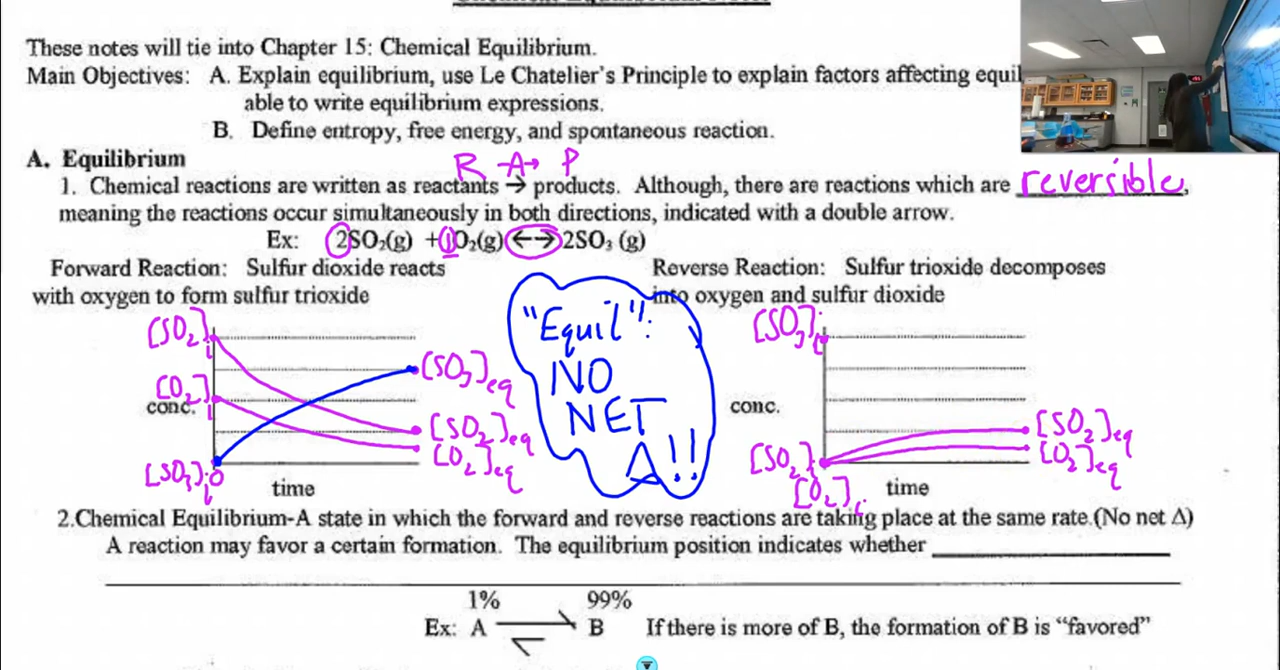 These notes will tie into Chapter 15: Chemical Equilibrium.
Main Objectives: A. Explain equilibrium, use Le Chatelier's Principle to explain factors affecting equil
able to write equilibrium expressions.
B. Define entropy, free energy, and spontaneous reaction.
A. Equilibrium
R → P
1. Chemical reactions are written as reactants → products. Although, there are reactions which are reversible,
meaning the reactions occur simultaneously in both directions, indicated with a double arrow.
Ex: 2SO₂(g) + 1O₂(g) ←→ 2SO₃ (g)
Forward Reaction: Sulfur dioxide reacts
with oxygen to form sulfur trioxide
Reverse Reaction: Sulfur trioxide decomposes
into oxygen and sulfur dioxide
[SO₂]i
[O₂]i
conc.
[SO₃]i
time
[SO₃]eq
[SO₂]eq
[O₂]eq
"Equil":
NO
NET
Δ!!
[SO₃]i
conc.
[SO₂]i
[O₂]i
time
[SO₂]eq
[O₂]eq
2.Chemical Equilibrium-A state in which the forward and reverse reactions are taking place at the same rate.(No net Δ)
A reaction may favor a certain formation. The equilibrium position indicates whether
1% 99%
Ex: A B If there is more of B, the formation of B is “favored”